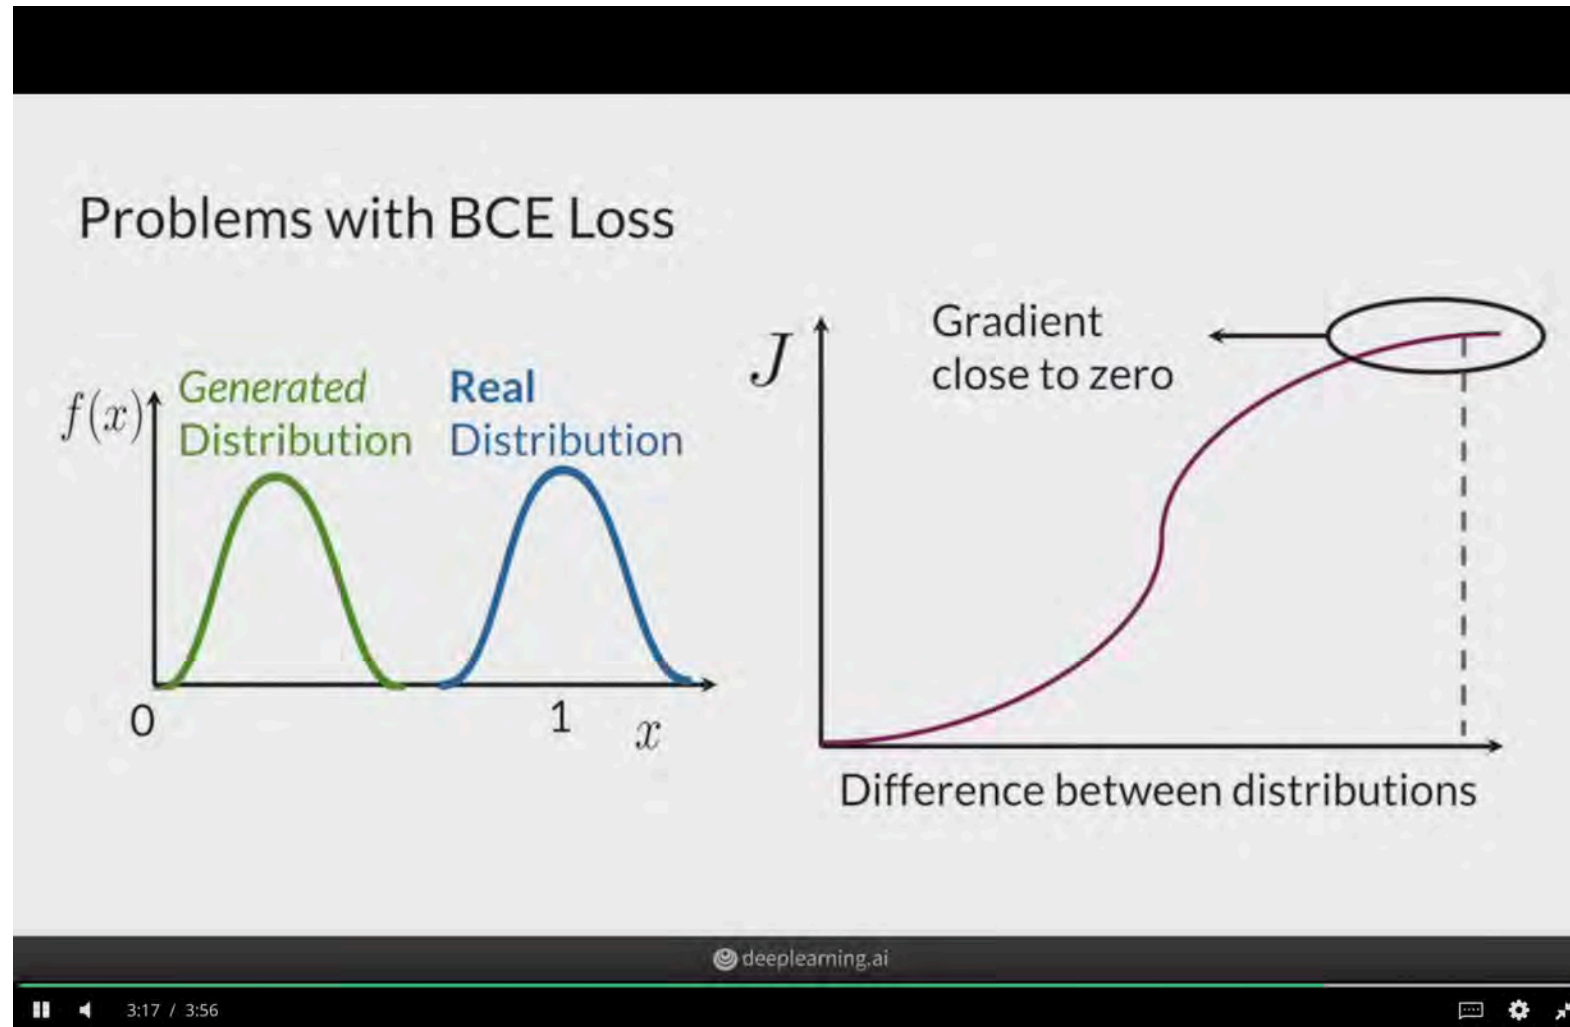 Problems with BCE Loss
f(x)
Generated
Distribution
Real
Distribution
0
1
x
J
Gradient
close to zero
Difference between distributions
deeplearning.ai
3:17 / 3:56